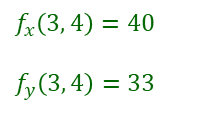 fx(3, 4) = 40
fy(3, 4) = 33